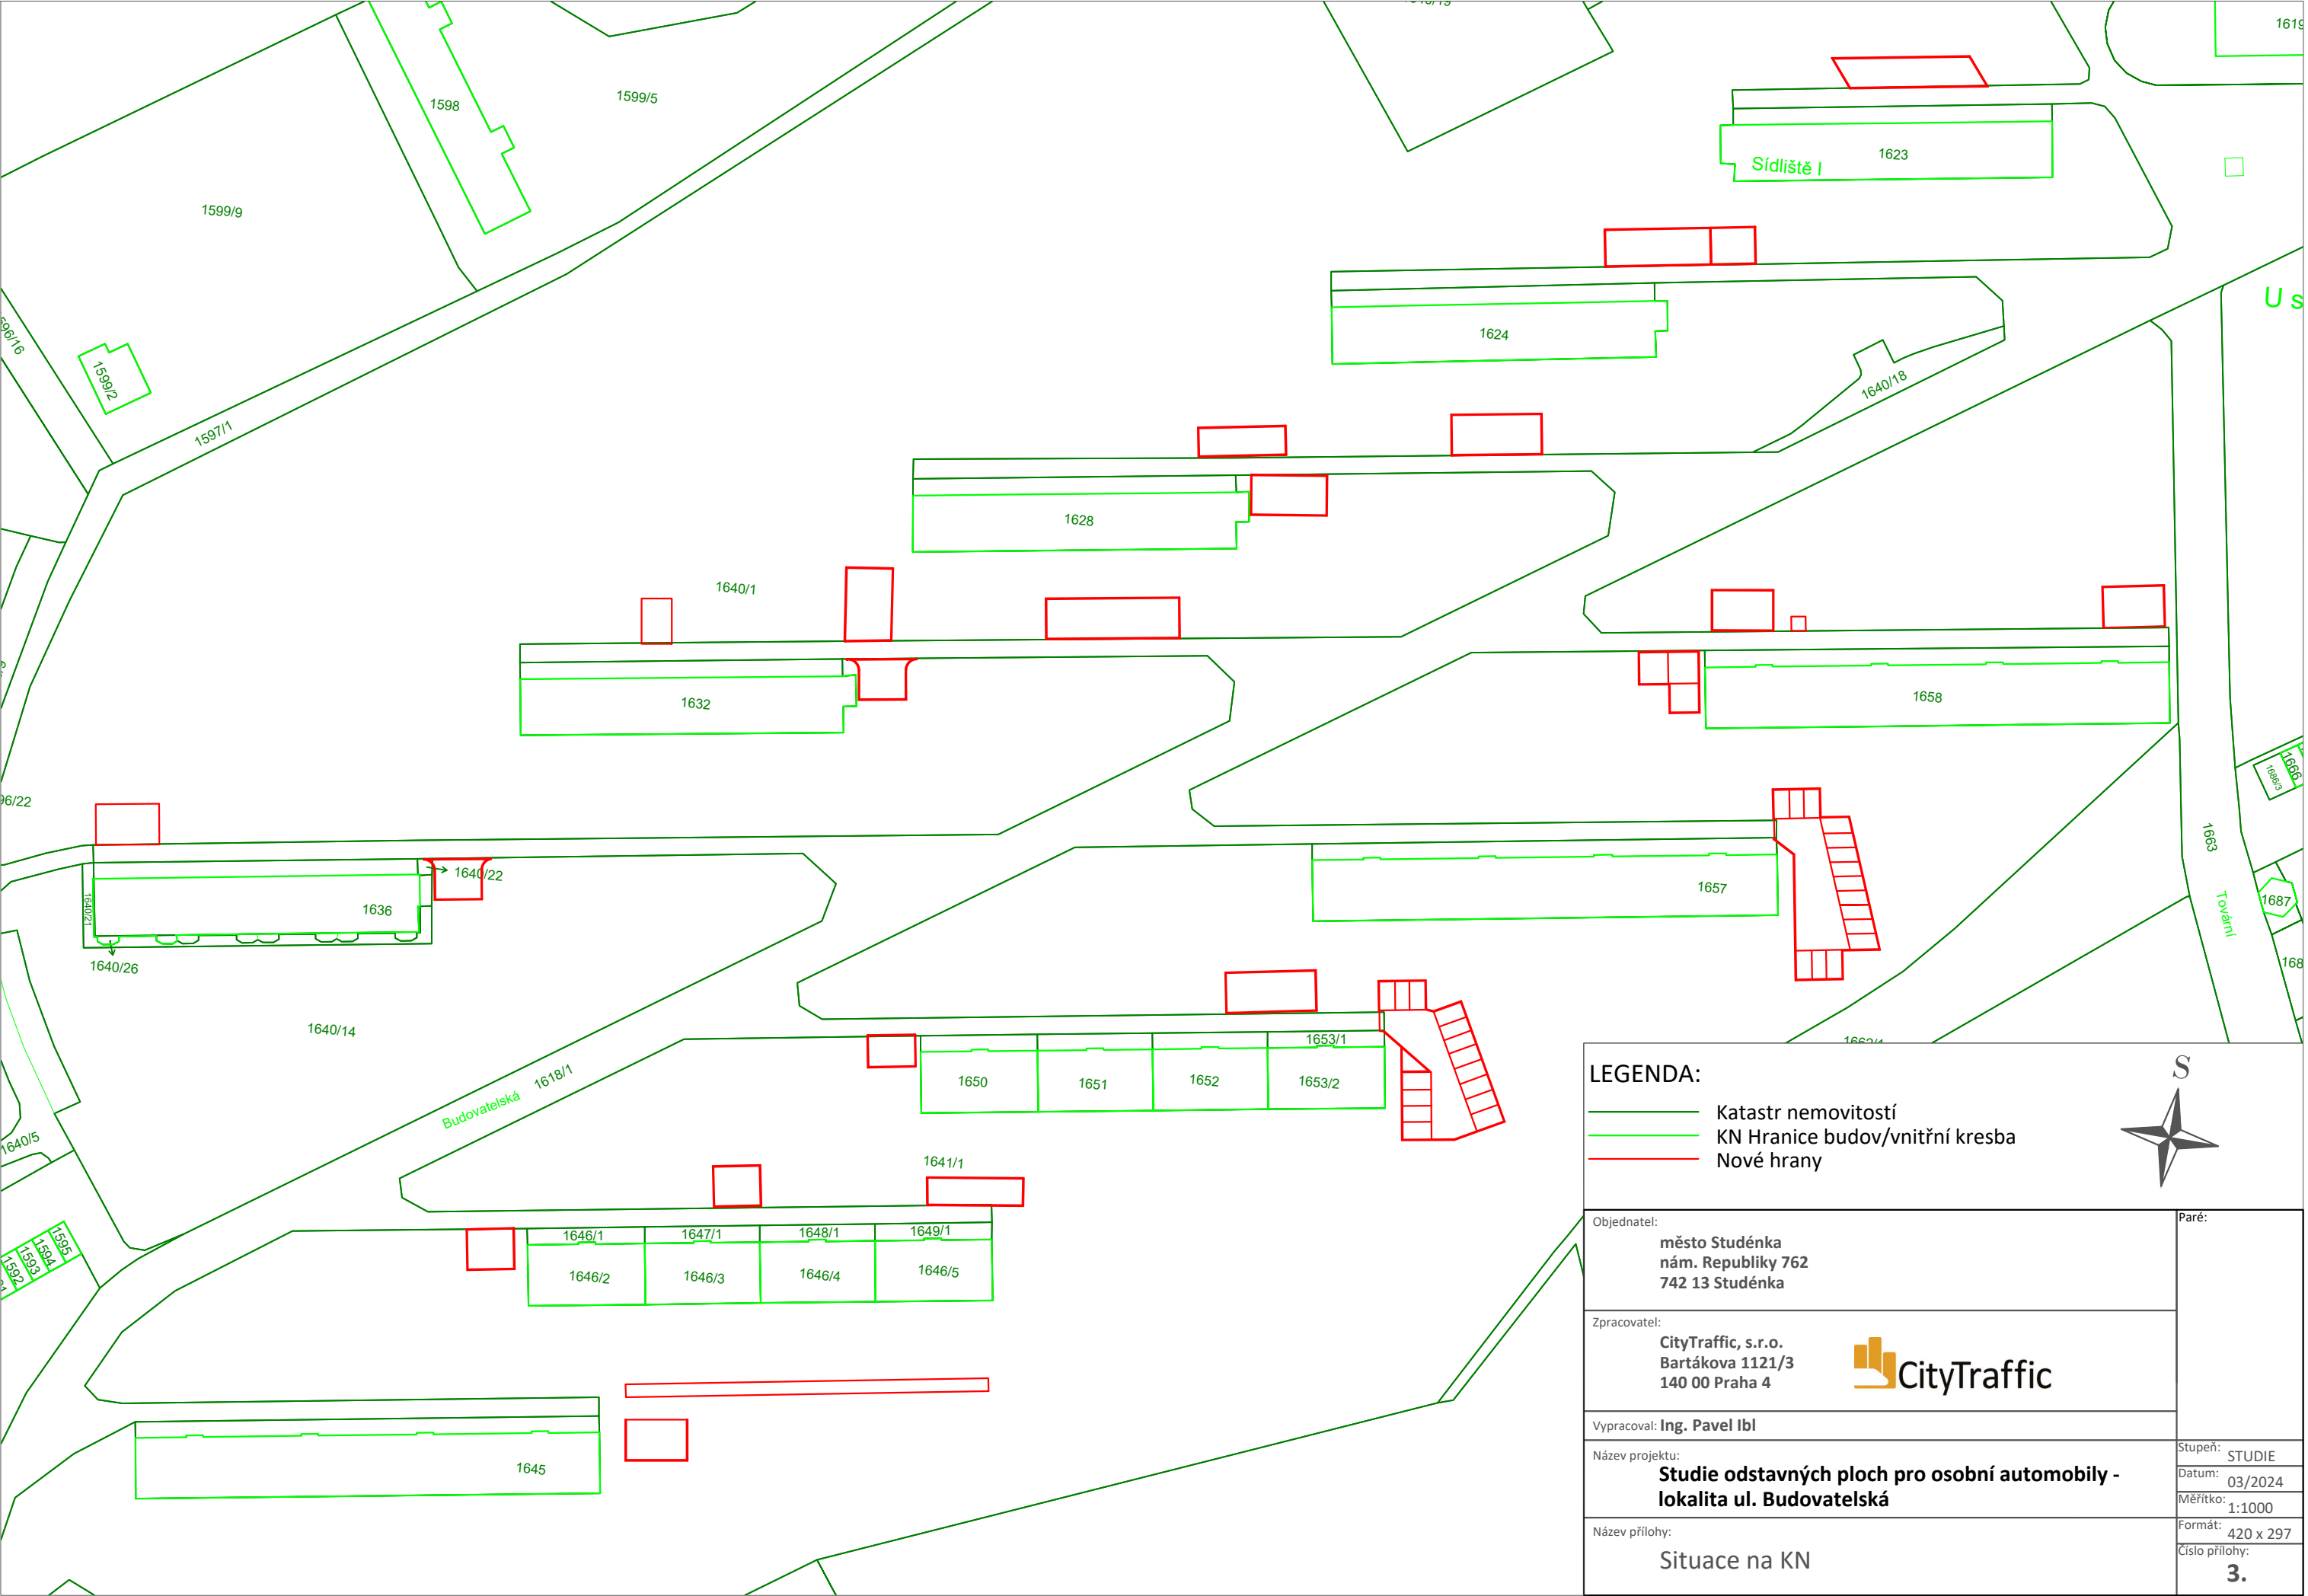 1619
1598
1599/5
1623
Sídliště I
1599/9
U s
1624
1599/2
1640/18
1597/1
1628
1640/1
1632
1658
1686/3
1666
1663
1640/22
1657
1640/21
1636
1687
Tovární
1640/26
1640/14
1653/1
1618/1
1650
1651
1652
1653/2
Budovatelská
1640/5
1641/1
1595
1594
1593
1592
1646/1
1647/1
1648/1
1649/1
1646/2
1646/3
1646/4
1646/5
1645
LEGENDA:
S
Katastr nemovitostí
KN Hranice budov/vnitřní kresba
Nové hrany
Objednatel:
Paré:
město Studénka
nám. Republiky 762
742 13 Studénka
Zpracovatel:
CityTraffic, s.r.o.
Bartákova 1121/3
140 00 Praha 4
CityTraffic
Vypracoval: Ing. Pavel Ibl
Název projektu:
Studie odstavných ploch pro osobní automobily -
lokalita ul. Budovatelská
Stupeň: STUDIE
Datum: 03/2024
Měřítko: 1:1000
Formát: 420 x 297
Název přílohy:
Situace na KN
Číslo přílohy:
3.